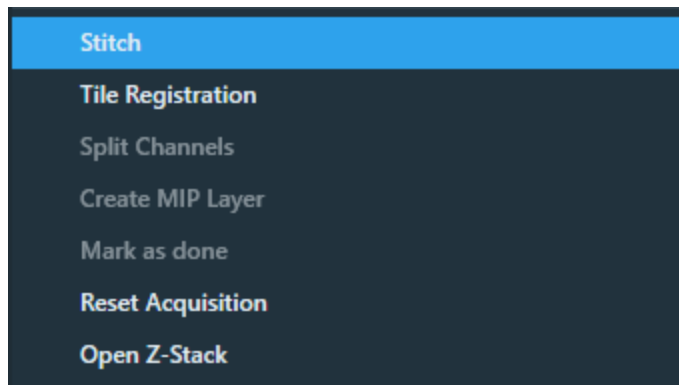 Stitch
Tile Registration
Split Channels
Create MIP Layer
Mark as done
Reset Acquisition
Open Z-Stack